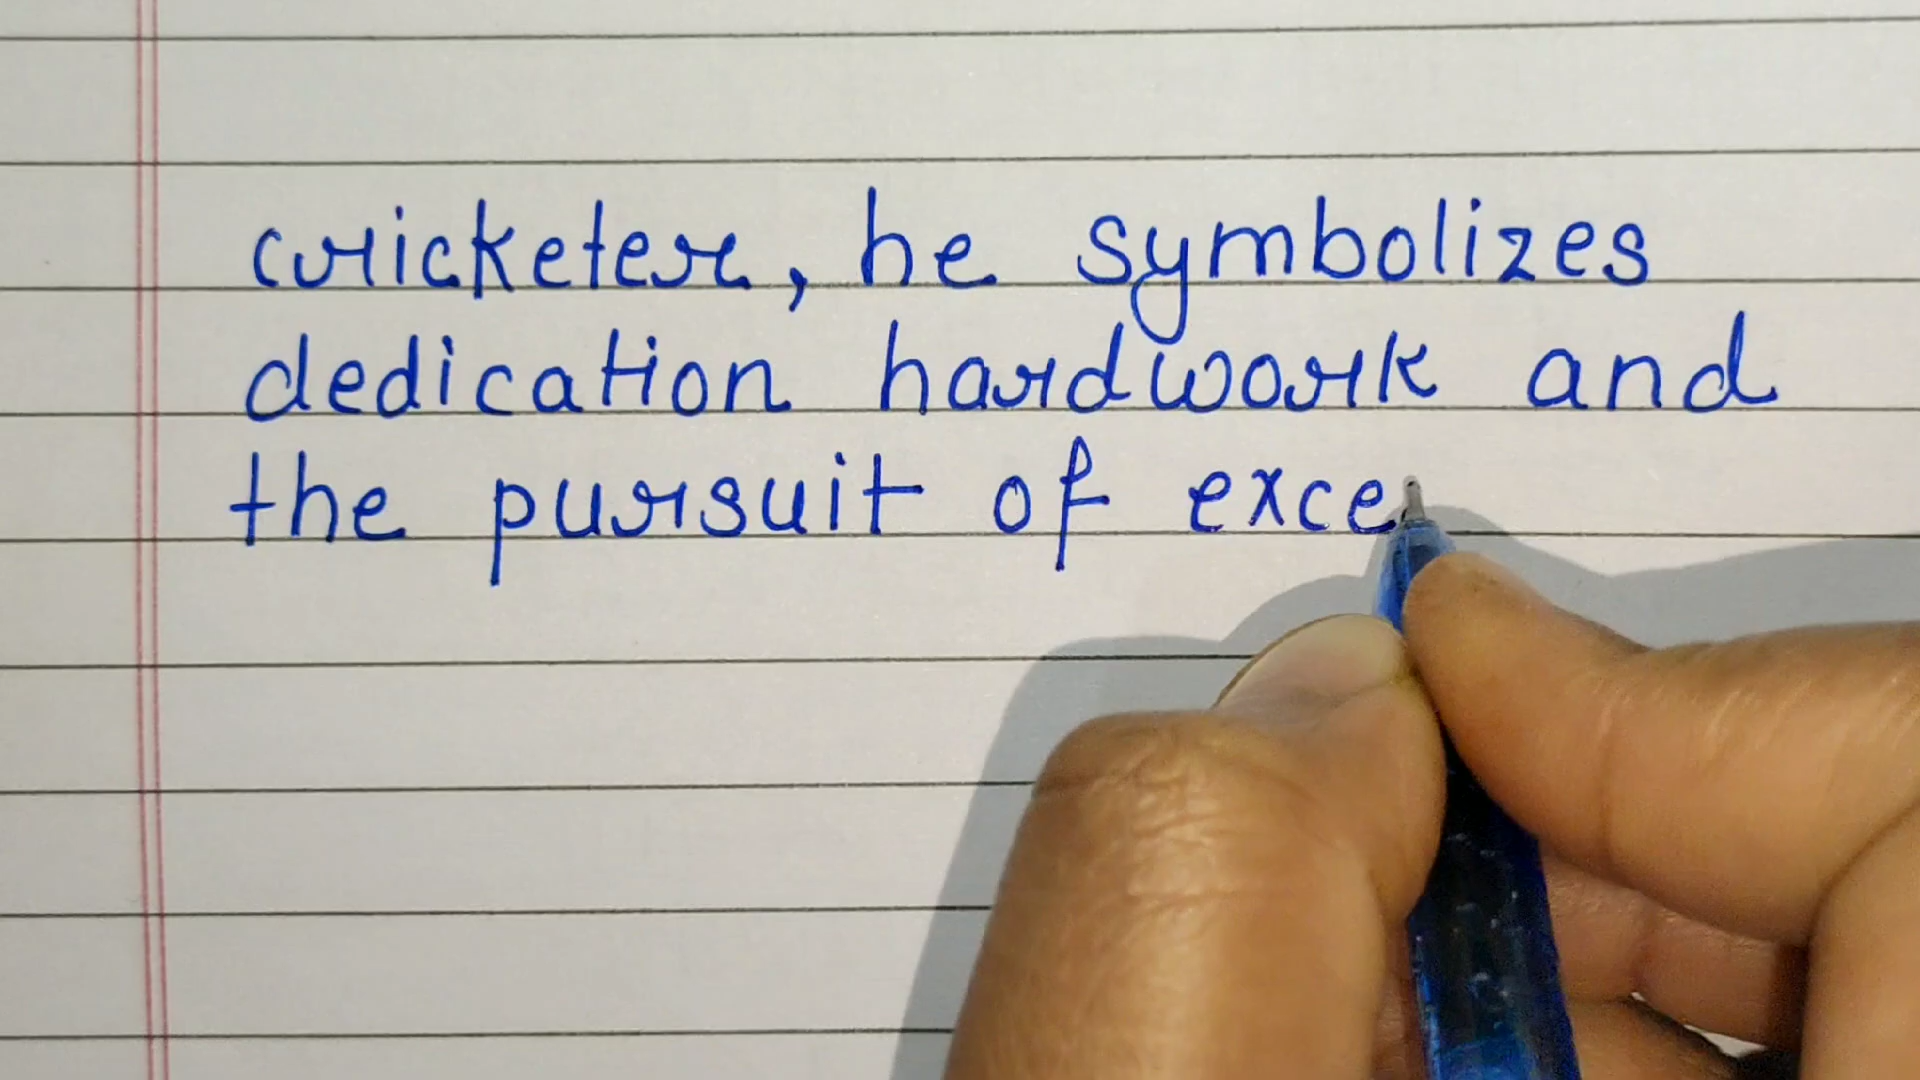 cricketer, he symbolizes
dedication hardwork and
the pursuit of exce